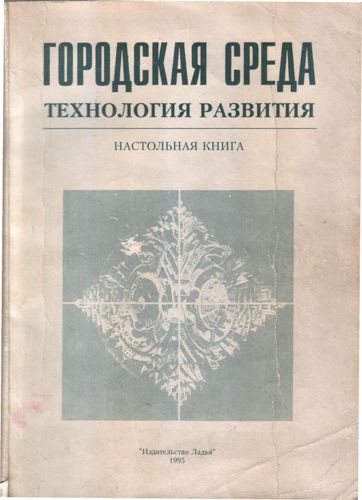 ГОРОДСКАЯ СРЕДА
ТЕХНОЛОГИЯ РАЗВИТИЯ
НАСТОЛЬНАЯ КНИГА
"Издательство Ладья"
1995